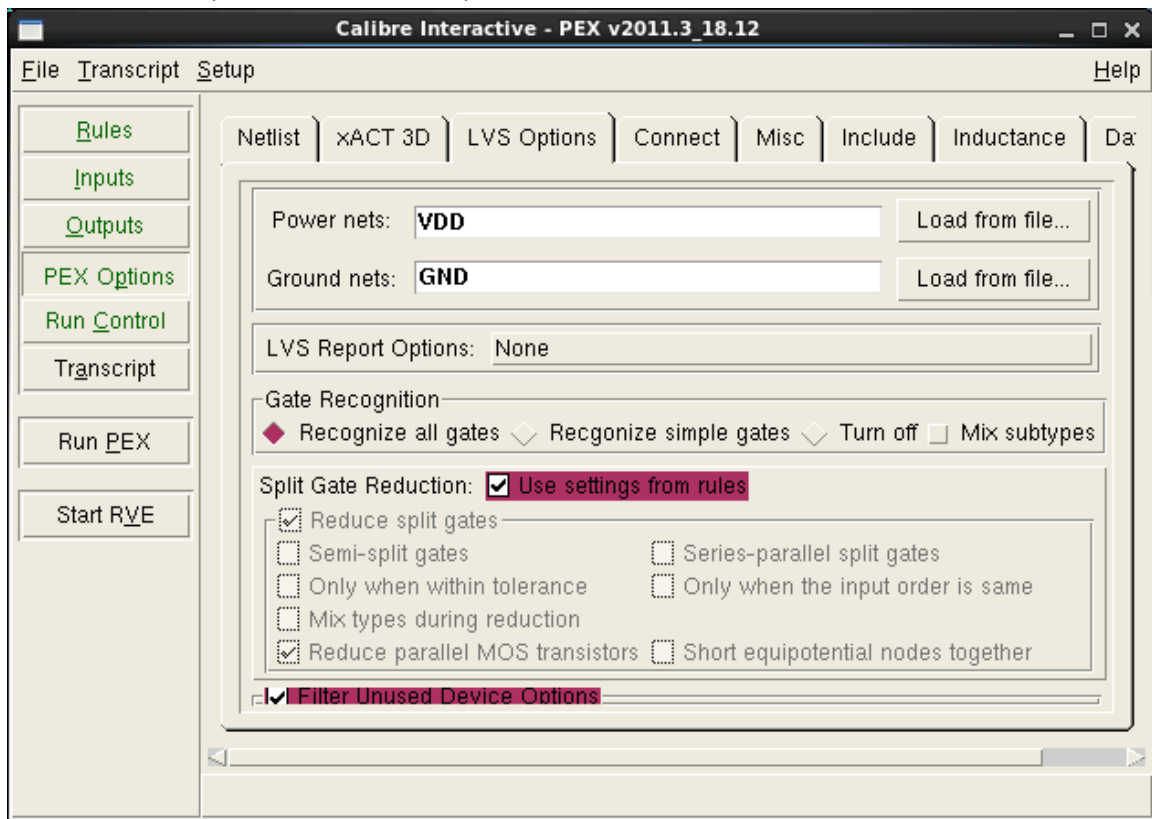 Calibre Interactive - PEX v2011.3_18.12
File Transcript Setup Help
Rules
Inputs
Outputs
PEX Options
Run Control
Transcript
Run PEX
Start RVE
Netlist xACT 3D LVS Options Connect Misc Include Inductance Da
Power nets: VDD Load from file...
Ground nets: GND Load from file...
LVS Report Options: None
Gate Recognition
Recognize all gates Recgonize simple gates Turn off Mix subtypes
Split Gate Reduction: Use settings from rules
Reduce split gates
Semi-split gates Series-parallel split gates
Only when within tolerance Only when the input order is same
Mix types during reduction
Reduce parallel MOS transistors Short equipotential nodes together
Filter Unused Device Options